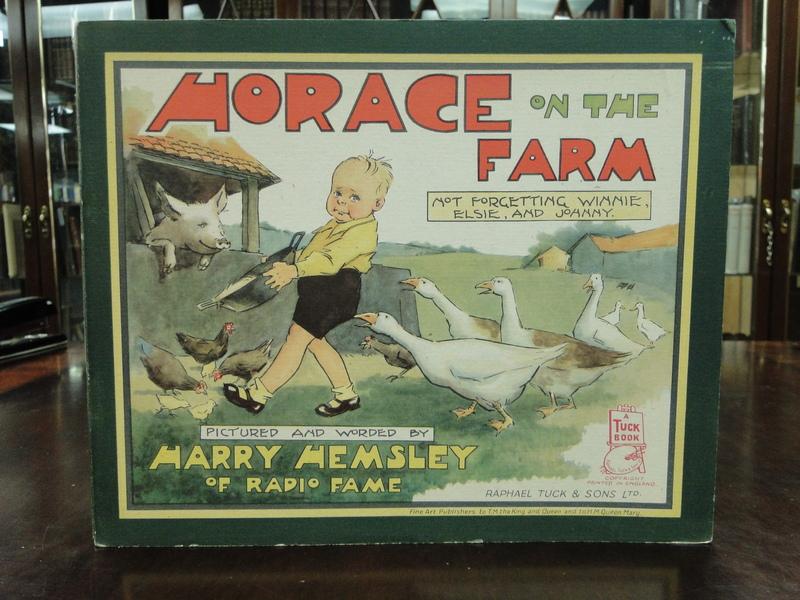 HORACE ON THE
FARM
NOT FORGETTING WINNIE,
ELSIE, AND JOHNNY.
PICTURED AND WORDED BY
HARRY HEMSLEY
OF RADIO FAME
A
TUCK
BOOK
COPYRIGHT
PRINTED IN ENGLAND
RAPHAEL TUCK & SONS LTD.
Fine Art Publishers to T.M. the King and Queen and to H.M. Queen Mary.